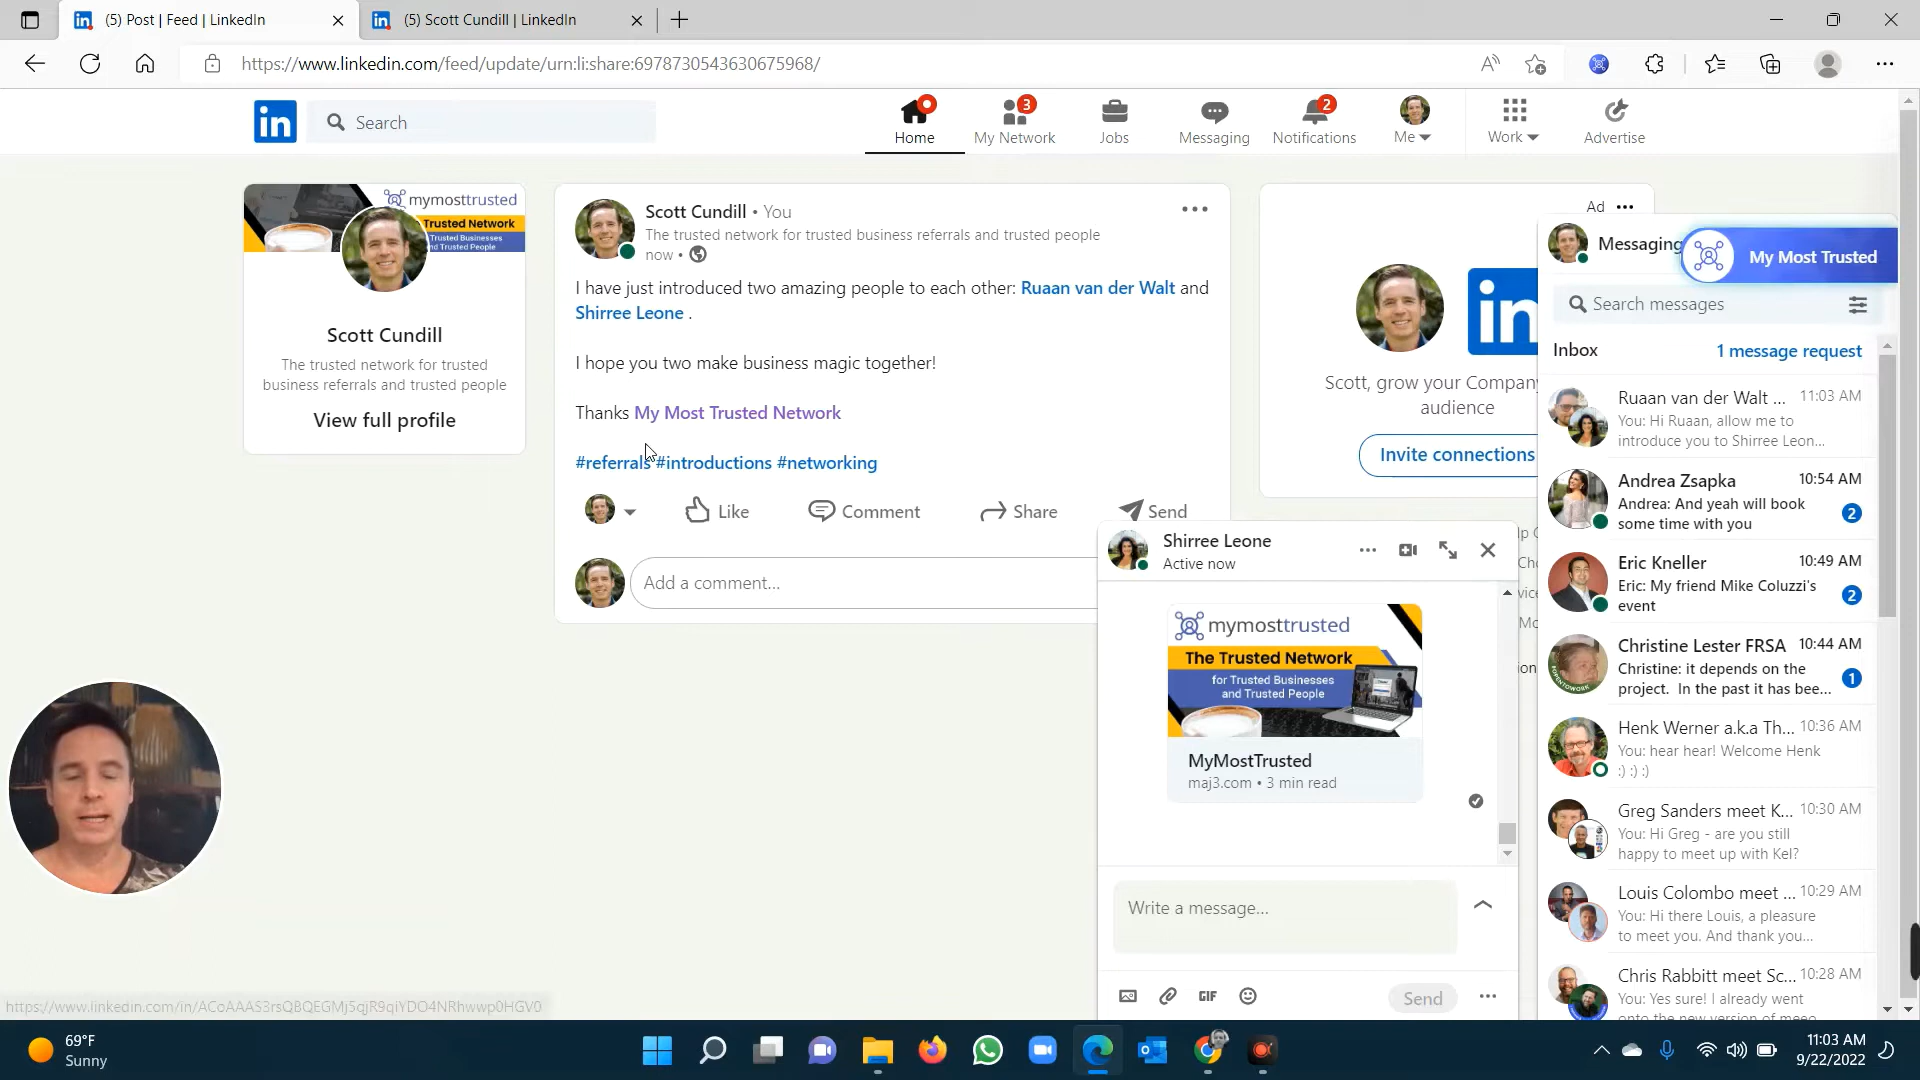 (5) Post | Feed | LinkedIn
(5) Scott Cundill | LinkedIn
https://www.linkedin.com/feed/update/urn:li:share:6978730543630675968/
Search
Home
3
My Network
Jobs
Messaging
2
Notifications
Me
Work
Advertise
mymosttrusted
Trusted Network
Trusted Businesses
and Trusted People
Scott Cundill
The trusted network for trusted
business referrals and trusted people
View full profile
Scott Cundill • You
The trusted network for trusted business referrals and trusted people
now •
I have just introduced two amazing people to each other: Ruaan van der Walt and
Shirree Leone .
I hope you two make business magic together!
Thanks My Most Trusted Network
#referrals #introductions #networking
Like
Comment
Share
Send
Add a comment...
Ad
Scott, grow your Company
audience
Invite connections
Messaging
My Most Trusted
Search messages
Inbox
1 message request
Ruaan van der Walt ... 11:03 AM
You: Hi Ruaan, allow me to
introduce you to Shirree Leon...
Andrea Zsapka 10:54 AM
Andrea: And yeah will book
some time with you
2
Eric Kneller 10:49 AM
Eric: My friend Mike Coluzzi's
event
2
Christine Lester FRSA 10:44 AM
Christine: it depends on the
project. In the past it has bee...
1
Henk Werner a.k.a Th... 10:36 AM
You: hear hear! Welcome Henk
:) :) :)
Greg Sanders meet K... 10:30 AM
You: Hi Greg - are you still
happy to meet up with Kel?
Louis Colombo meet ... 10:29 AM
You: Hi there Louis, a pleasure
to meet you. And thank you...
Chris Rabbitt meet Sc... 10:28 AM
You: Yes sure! I already went
onto the new version of meeo
Shirree Leone
Active now
mymosttrusted
The Trusted Network
for Trusted Businesses
and Trusted People
MyMostTrusted
maj3.com • 3 min read
Write a message...
GIF
Send
69°F
Sunny
11:03 AM
9/22/2022